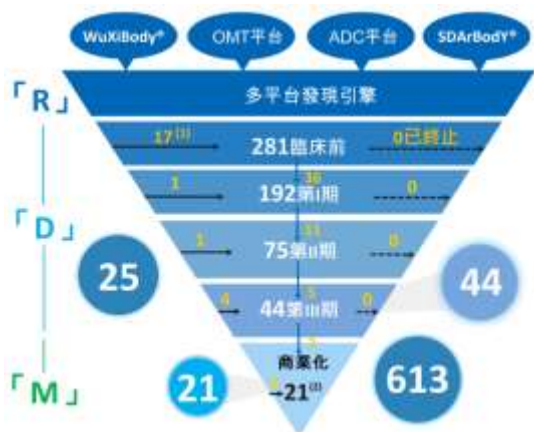 WuXiBody® OMT平台 ADC平台 SDArBodY®
「R」 多平台發現引擎
17⁽¹⁾ 281臨床前 0已終止
1 192第I期 0
「D」
1 75第II期 0
25 44
4 44第III期 0
商業化
「M」 21 21⁽²⁾ 613